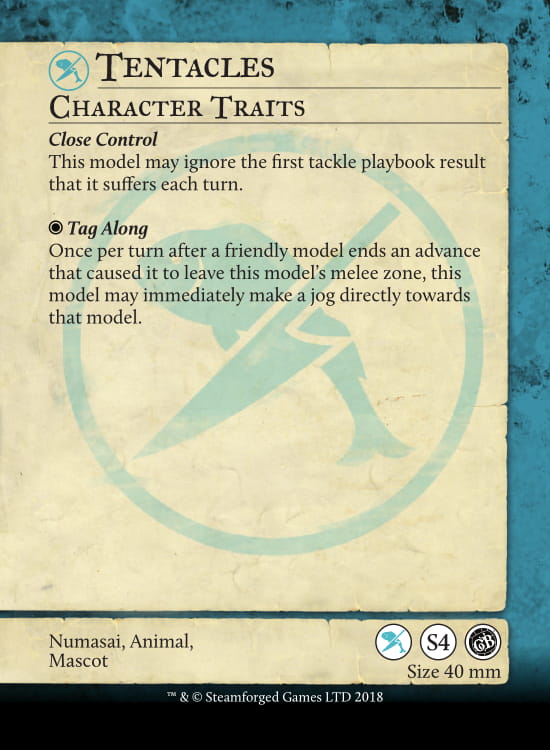 Tentacles
Character Traits
Close Control
This model may ignore the first tackle playbook result
that it suffers each turn.
Tag Along
Once per turn after a friendly model ends an advance
that caused it to leave this model's melee zone, this
model may immediately make a jog directly towards
that model.
Numasai, Animal,
Mascot
S4
GB
Size 40 mm
™ & © Steamforged Games LTD 2018